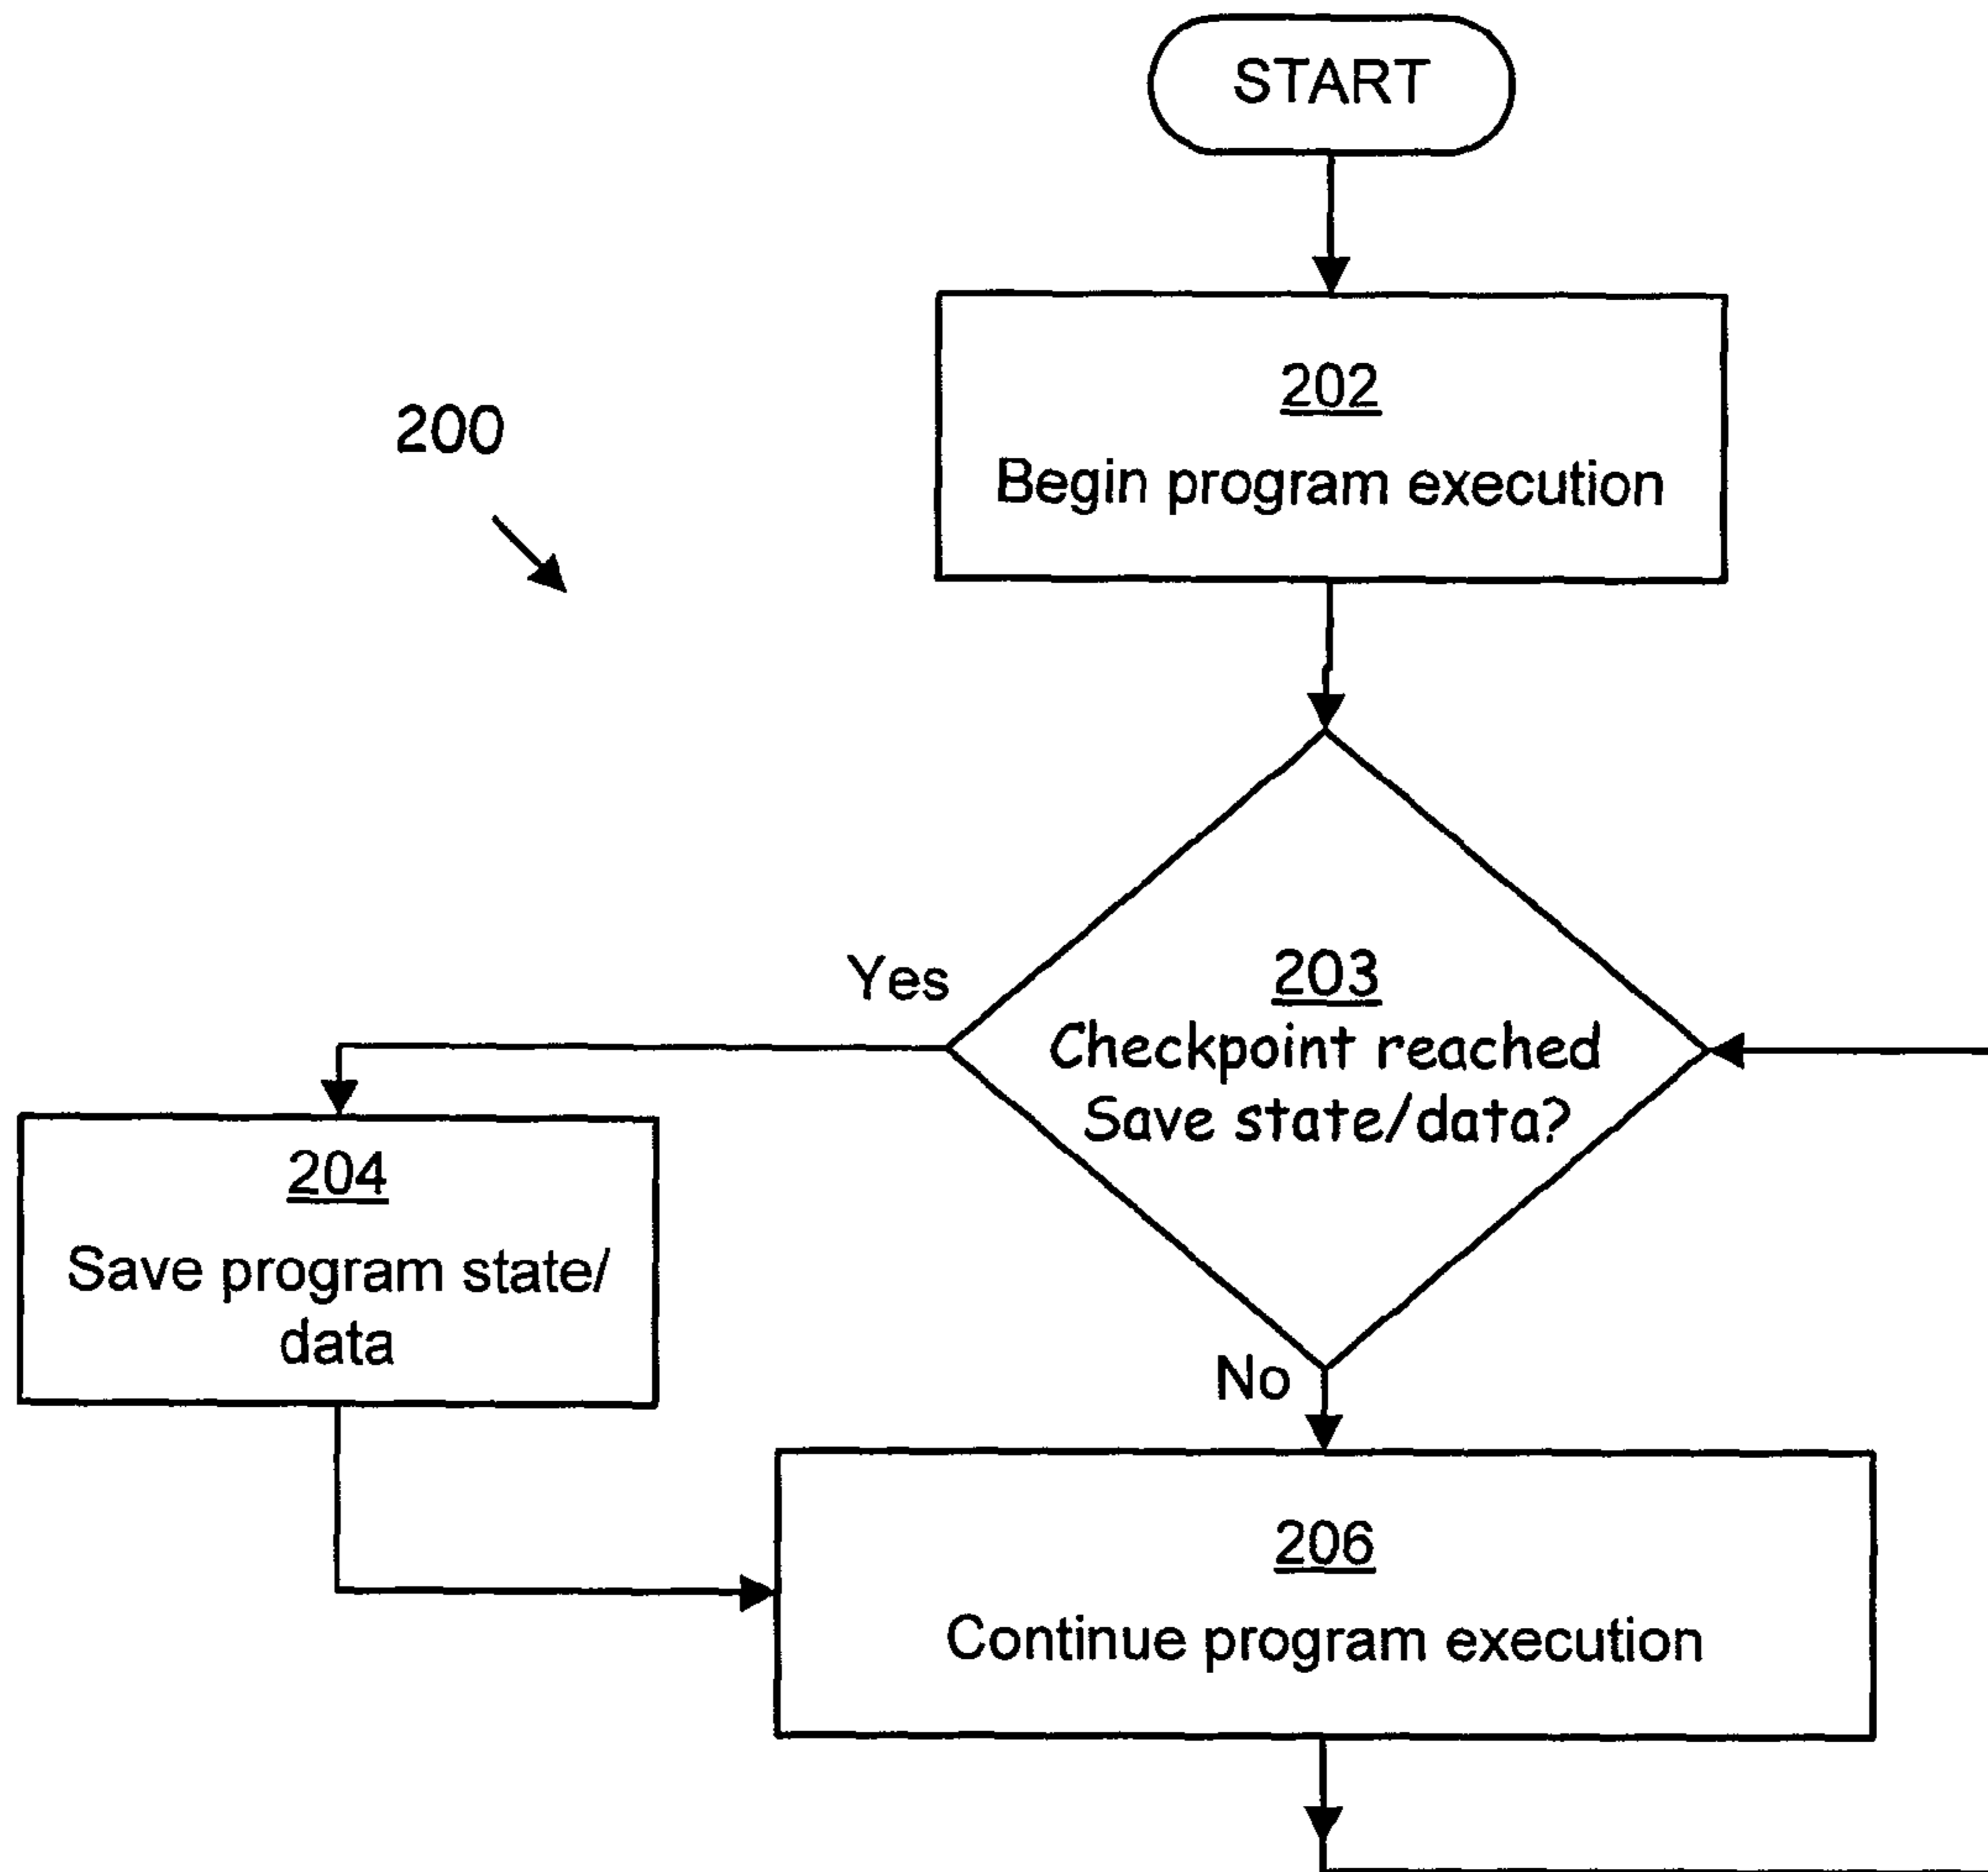 START
202
Begin program execution
200
203
Checkpoint reached
Save state/data?
Yes
204
Save program state/
data
No
206
Continue program execution